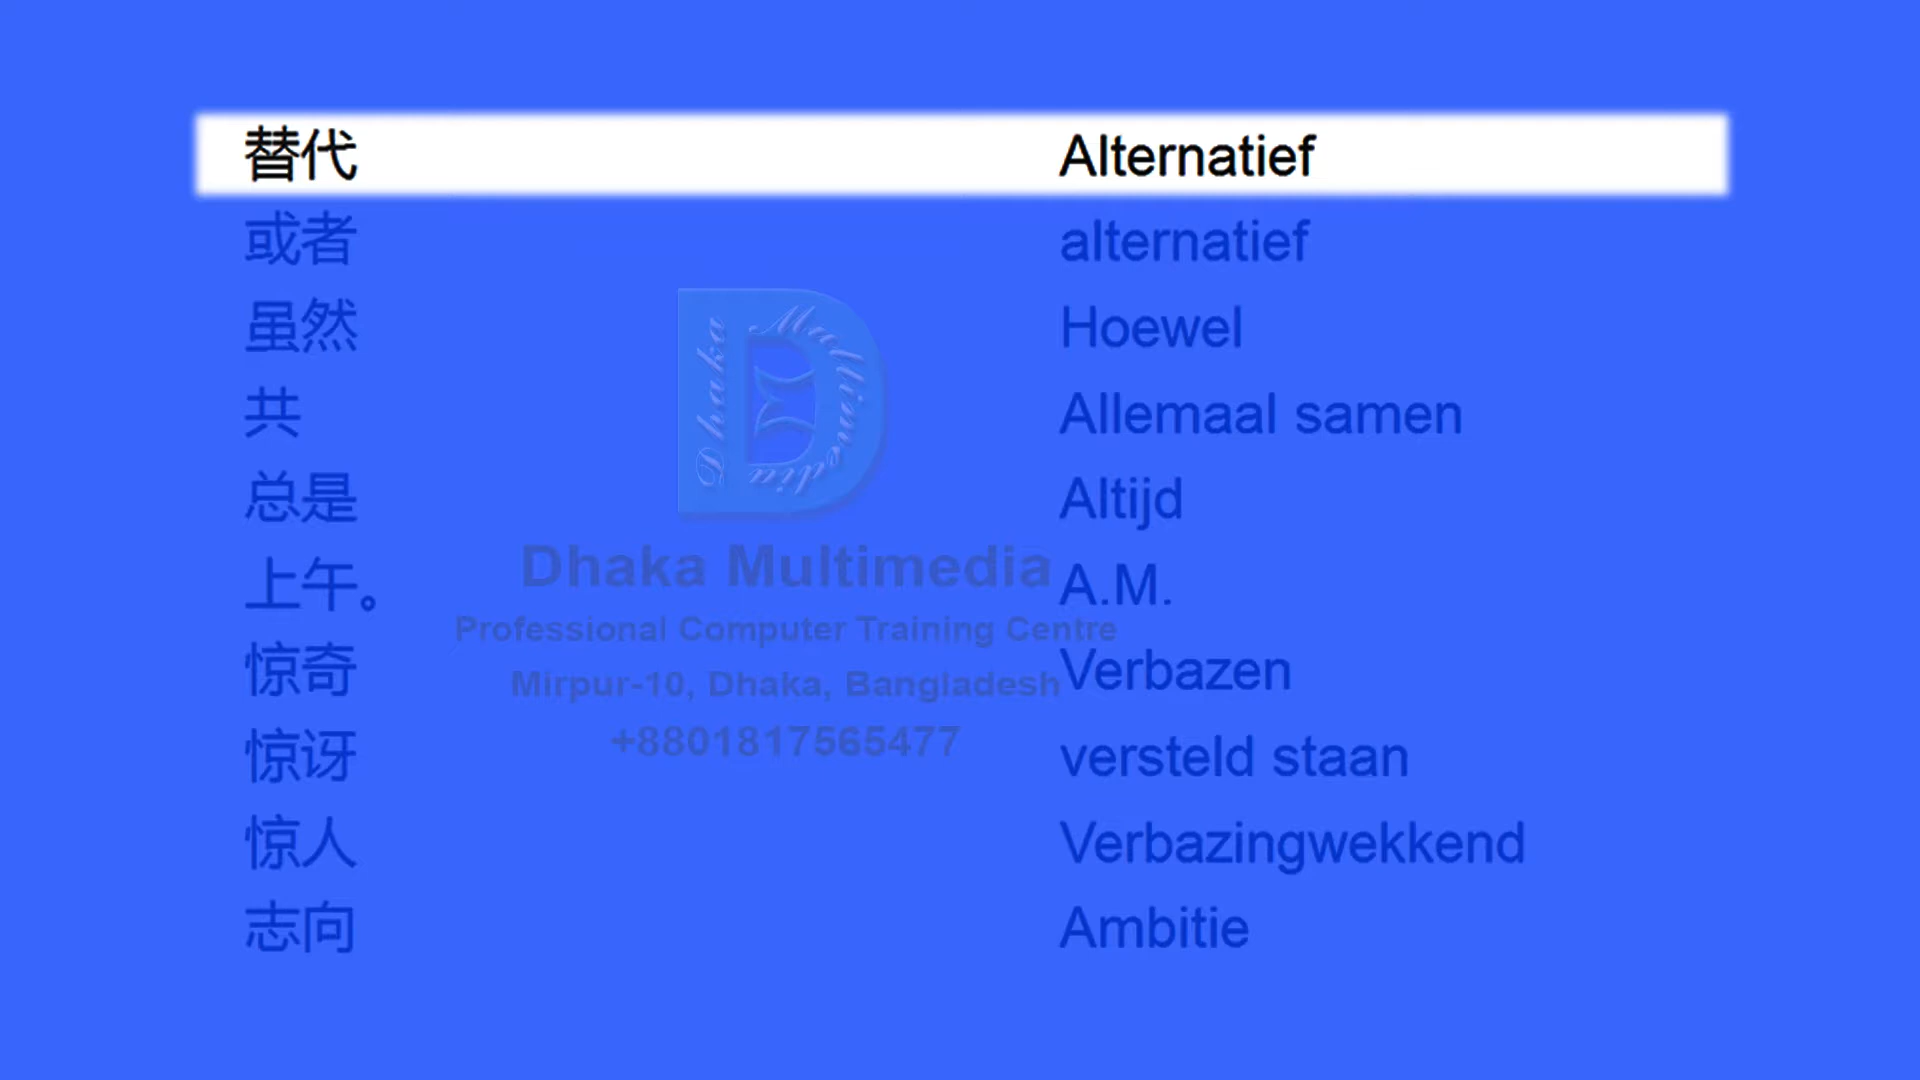 替代 Alternatief
或者 alternatief
虽然 Hoewel
共 Allemaal samen
总是 Altijd
上午。 A.M.
惊奇 Verbazen
惊讶 versteld staan
惊人 Verbazingwekkend
志向 Ambitie
Dhaka Multimedia
Dhaka Multimedia
Professional Computer Training Centre
Mirpur-10, Dhaka, Bangladesh
+8801817565477